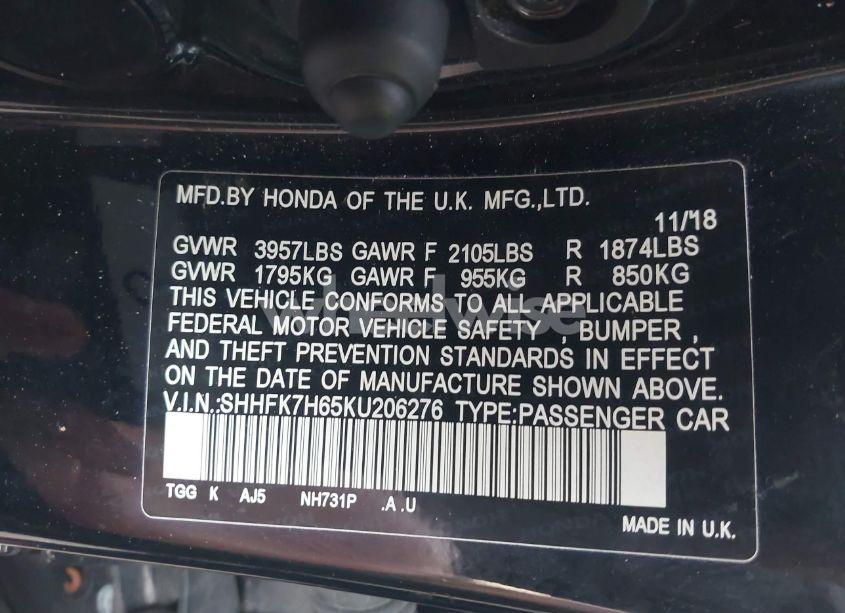 MFD.BY HONDA OF THE U.K. MFG.,LTD.
11/18
GVWR 3957LBS GAWR F 2105LBS R 1874LBS
GVWR 1795KG GAWR F 955KG R 850KG
THIS VEHICLE CONFORMS TO ALL APPLICABLE
FEDERAL MOTOR VEHICLE SAFETY , BUMPER ,
AND THEFT PREVENTION STANDARDS IN EFFECT
ON THE DATE OF MANUFACTURE SHOWN ABOVE.
V.I.N.:SHHFK7H65KU206276 TYPE:PASSENGER CAR
TGG K AJ5 NH731P .A .U
MADE IN U.K.
wheelwise